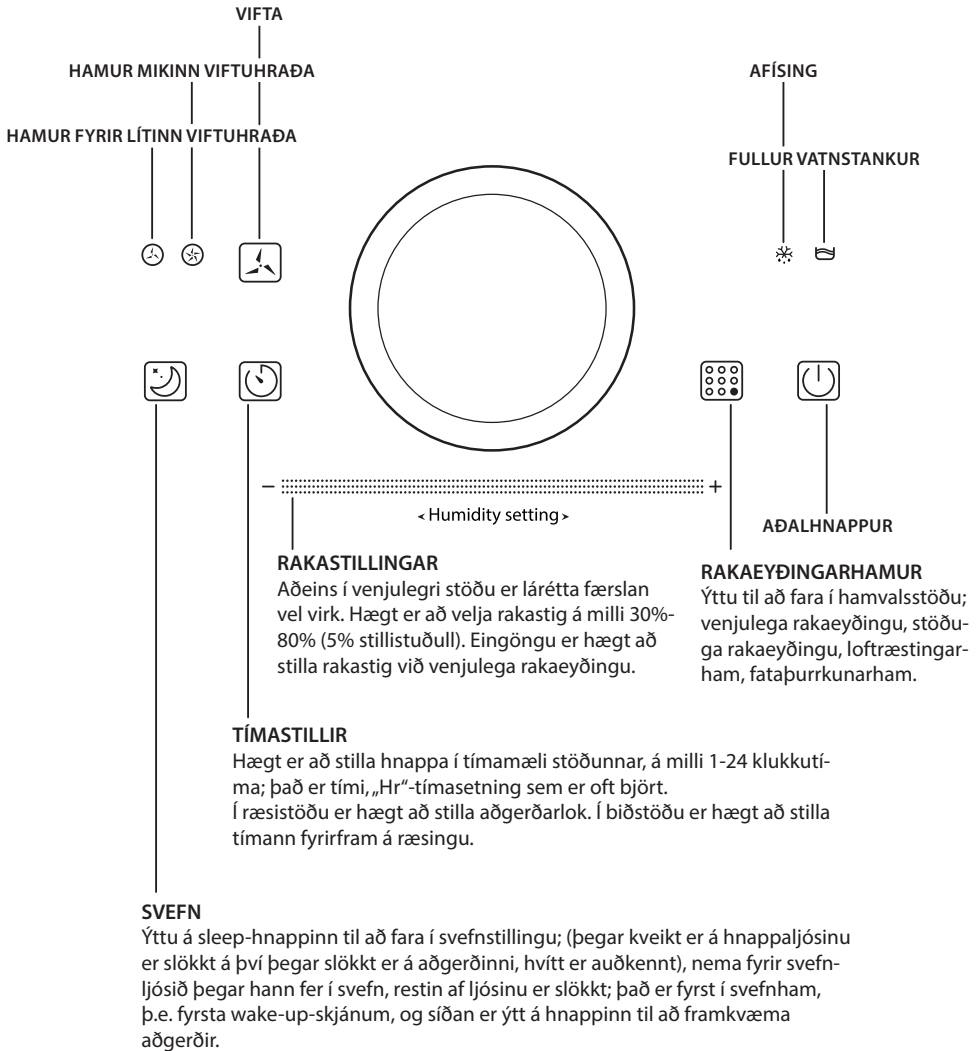 VIFTA
HAMUR MIKINN VIFTUHRAÐA
AFÍSING
HAMUR FYRIR LÍTINN VIFTUHRAÐA
FULLUR VATNSTANKUR
− +
< Humidity setting >
AÐALHNAPPUR
RAKASTILLINGAR
Aðeins í venjulegri stöðu er lárétta færslan
vel virk. Hægt er að velja rakastig á milli 30%-
80% (5% stillistuðull). Eingöngu er hægt að
stilla rakastig við venjulega rakaeyðingu.
RAKAEYÐINGARHAMUR
Ýttu til að fara í hamvalsstöðu;
venjulega rakaeyðingu, stöðu-
ga rakaeyðingu, loftræstingar-
ham, fataþurrkunarham.
TÍMASTILLIR
Hægt er að stilla hnappa í tímamæli stöðunnar, á milli 1-24 klukkutí-
ma; það er tími, „Hr“-tímasetning sem er oft björt.
Í ræsistöðu er hægt að stilla aðgerðarlok. Í biðstöðu er hægt að stilla
tímann fyrirfram á ræsingu.
SVEFN
Ýttu á sleep-hnappinn til að fara í svefnstillingu; (þegar kveikt er á hnappaljósinu
er slökkt á því þegar slökkt er á aðgerðinni, hvítt er auðkennt), nema fyrir svefn-
ljósið þegar hann fer í svefn, restin af ljósinu er slökkt; það er fyrst í svefnham,
þ.e. fyrsta wake-up-skjánum, og síðan er ýtt á hnappinn til að framkvæma
aðgerðir.